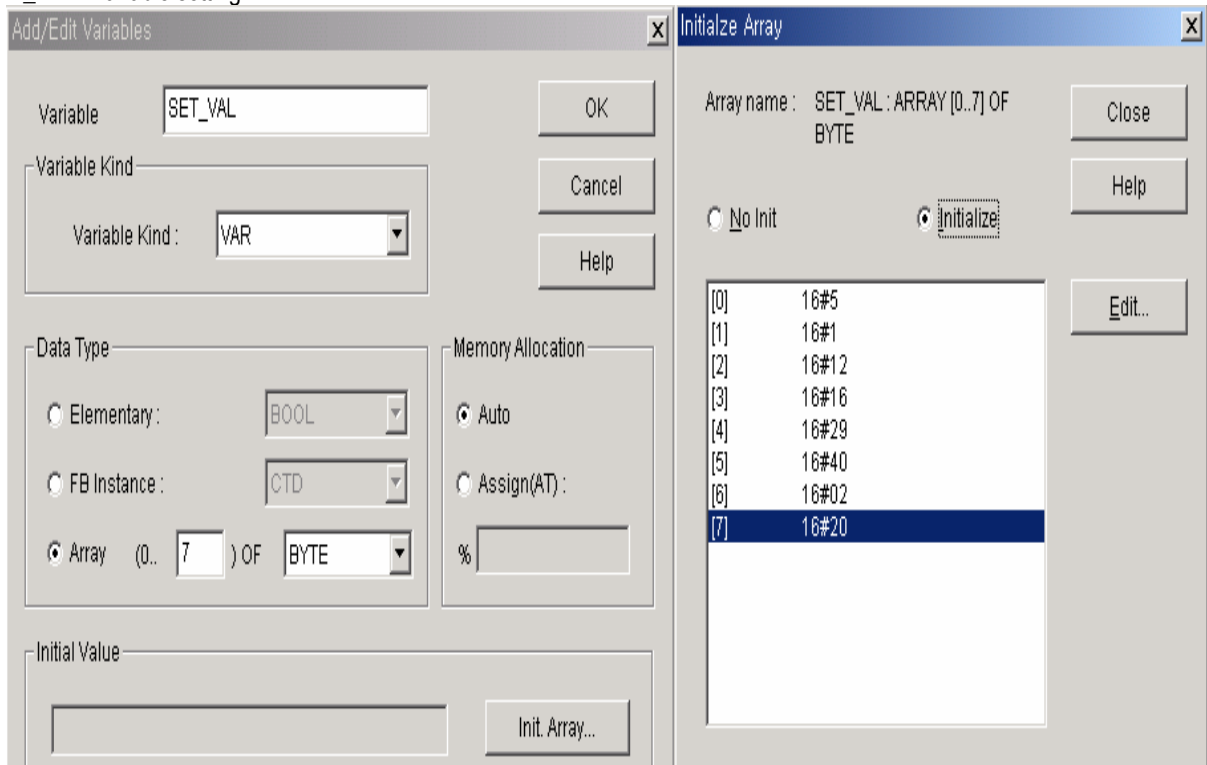 Add/Edit Variables
Variable SET_VAL
OK
Variable Kind
Cancel
Variable Kind : VAR
Help
Data Type
Memory Allocation
Elementary : BOOL
Auto
FB Instance : CTD
Assign(AT) :
Array (0.. 7 ) OF BYTE
%
Initial Value
Init. Array...
Initialze Array
Array name : SET_VAL : ARRAY [0..7] OF
BYTE
Close
Help
No Init Initialize
[0] 16#5
[1] 16#1
[2] 16#12
[3] 16#16
[4] 16#29
[5] 16#40
[6] 16#02
[7] 16#20
Edit...